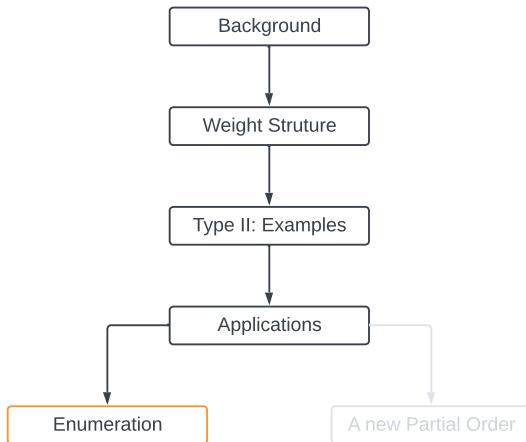 Background
Weight Struture
Type II: Examples
Applications
Enumeration
A new Partial Order